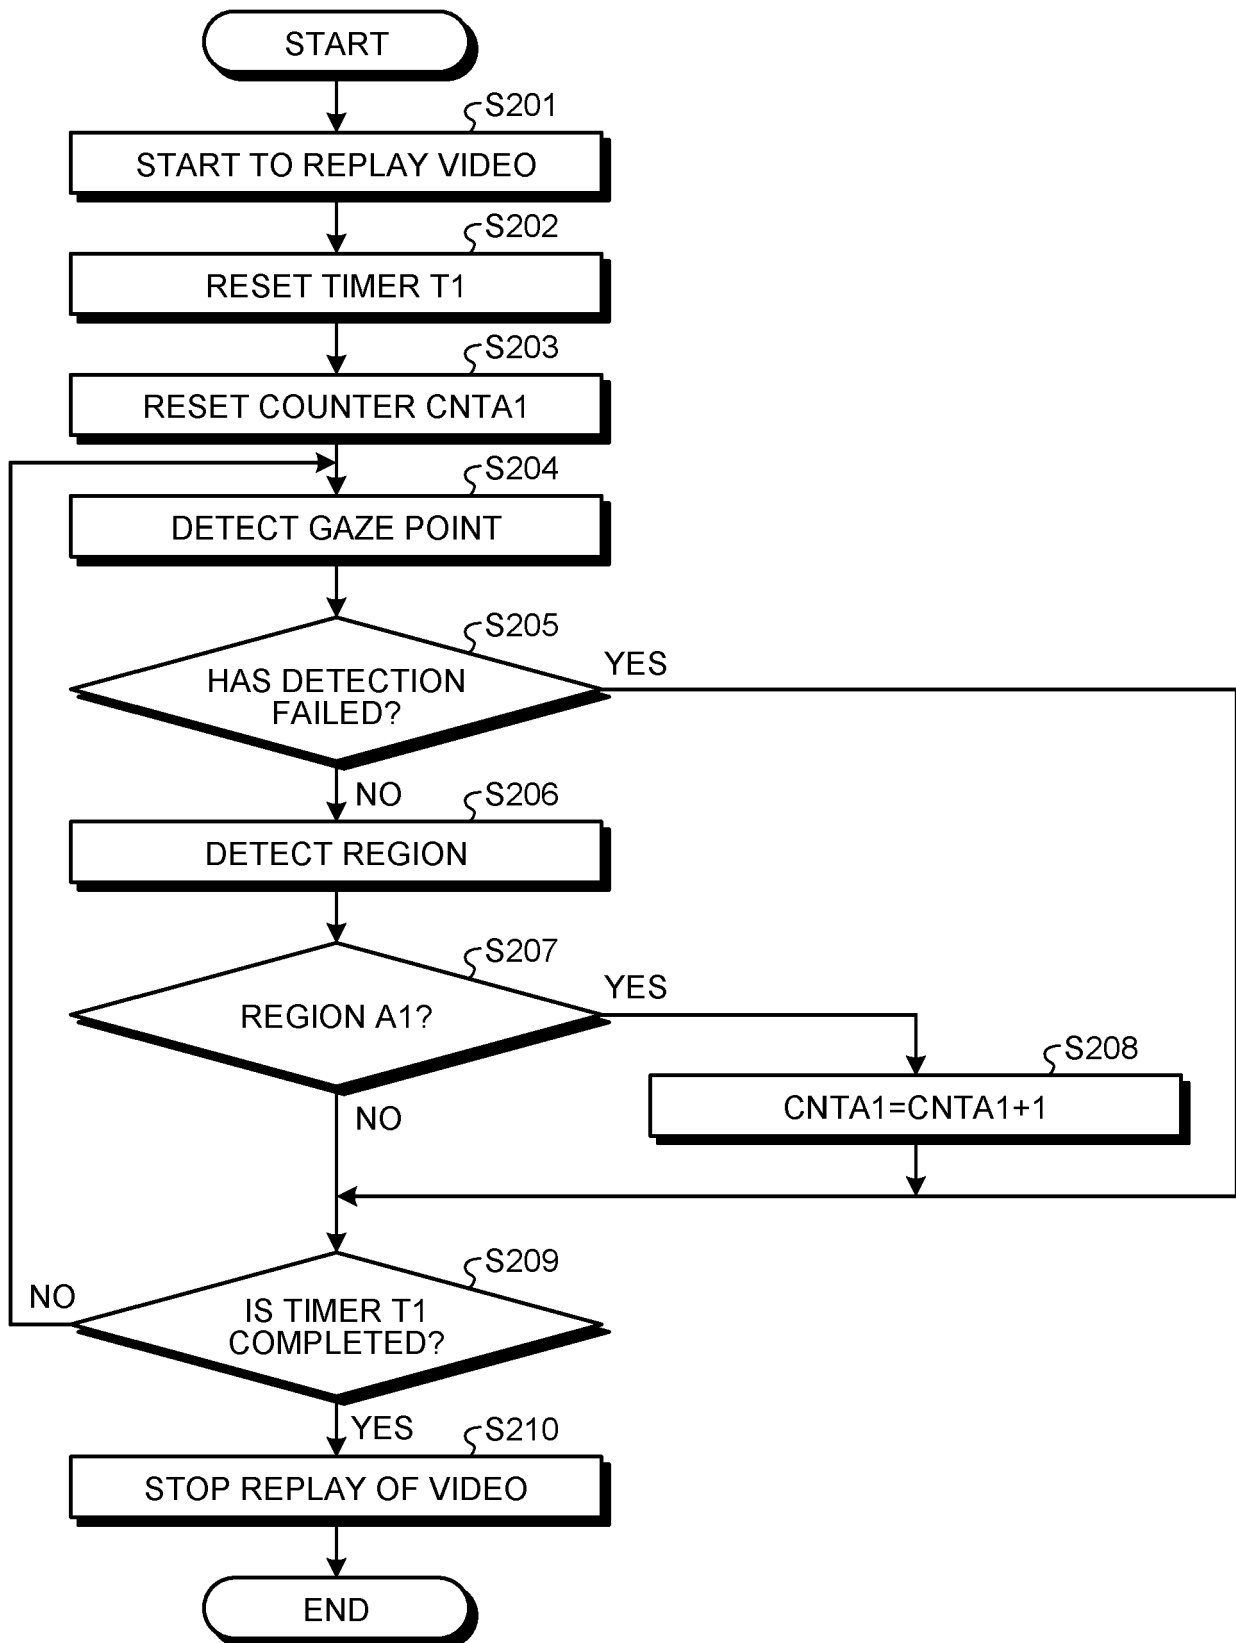 START
S201
START TO REPLAY VIDEO
S202
RESET TIMER T1
S203
RESET COUNTER CNTA1
S204
DETECT GAZE POINT
S205
HAS DETECTION
FAILED?
YES
NO
S206
DETECT REGION
S207
REGION A1?
YES
S208
CNTA1=CNTA1+1
NO
S209
IS TIMER T1
COMPLETED?
NO
YES
S210
STOP REPLAY OF VIDEO
END